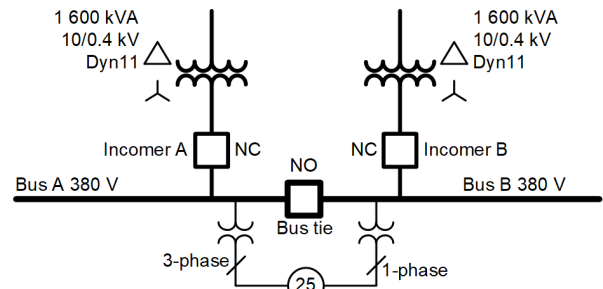 1 600 kVA
10/0.4 kV
Dyn11
1 600 kVA
10/0.4 kV
Dyn11
Incomer A
NC
NC
Incomer B
NO
Bus A 380 V
Bus B 380 V
Bus tie
3-phase
1-phase
25